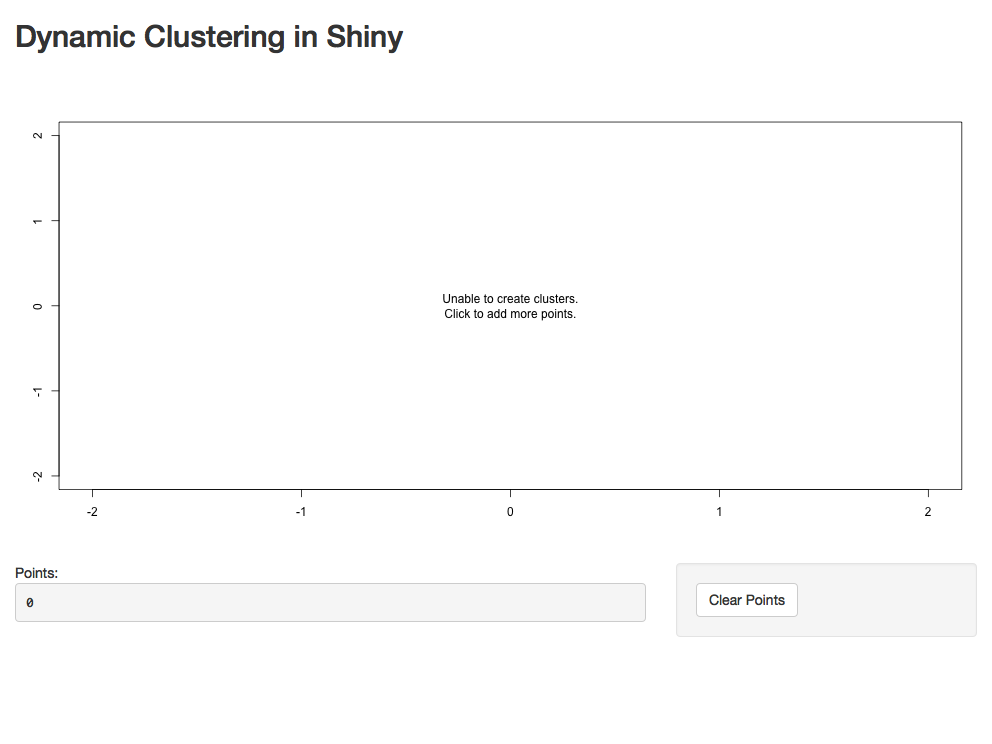 Dynamic Clustering in Shiny
2
1
0
-1
-2
Unable to create clusters.
Click to add more points.
-2 -1 0 1 2
Points:
0
Clear Points